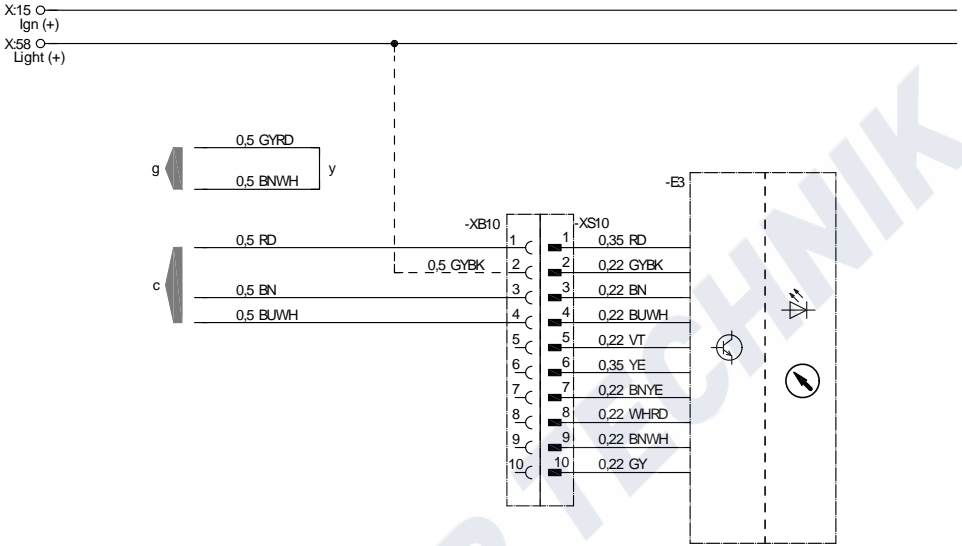 X:15
Ign (+)
X:58
Light (+)
g
0,5 GYRD
y
0,5 BNWH
-E3
-XB10
-XS10
c
0,5 RD
1
1
0,35 RD
0,5 GYBK
2
2
0,22 GYBK
0,5 BN
3
3
0,22 BN
0,5 BUWH
4
4
0,22 BUWH
5
5
0,22 VT
6
6
0,35 YE
7
7
0,22 BNYE
8
8
0,22 WHRD
9
9
0,22 BNWH
10
10
0,22 GY
TECHNIK